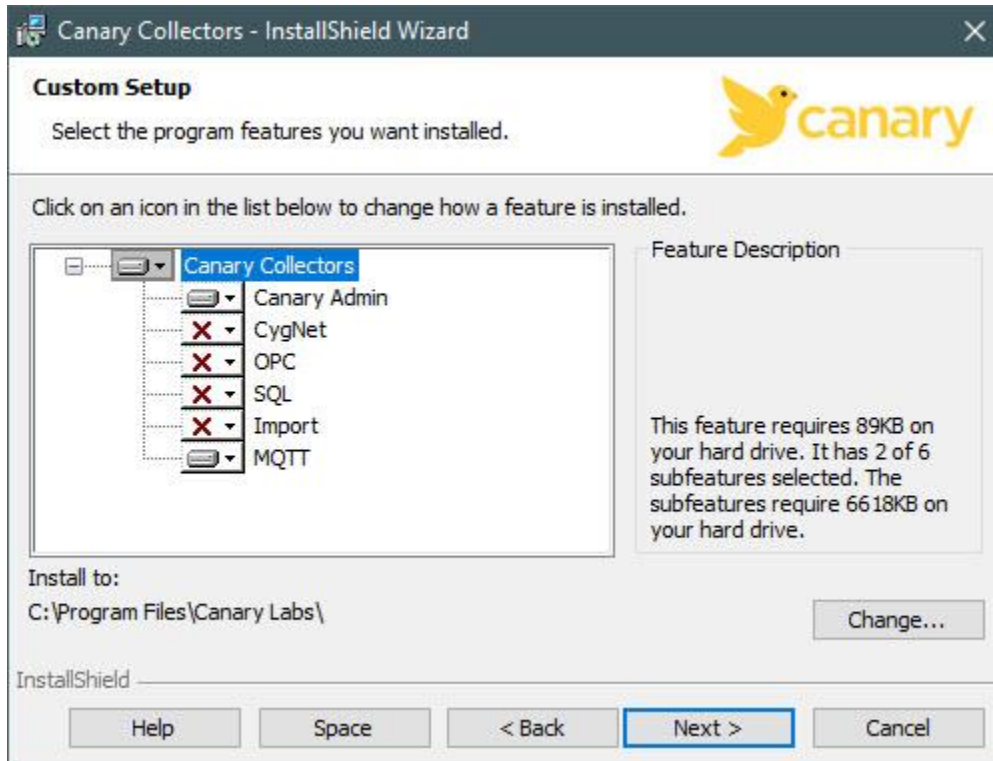 Canary Collectors - InstallShield Wizard
Custom Setup
Select the program features you want installed.
canary
Click on an icon in the list below to change how a feature is installed.
Canary Collectors
Canary Admin
CygNet
OPC
SQL
Import
MQTT
Feature Description
This feature requires 89KB on
your hard drive. It has 2 of 6
subfeatures selected. The
subfeatures require 6618KB on
your hard drive.
Install to:
C:\Program Files\Canary Labs\
Change...
InstallShield
Help
Space
< Back
Next >
Cancel